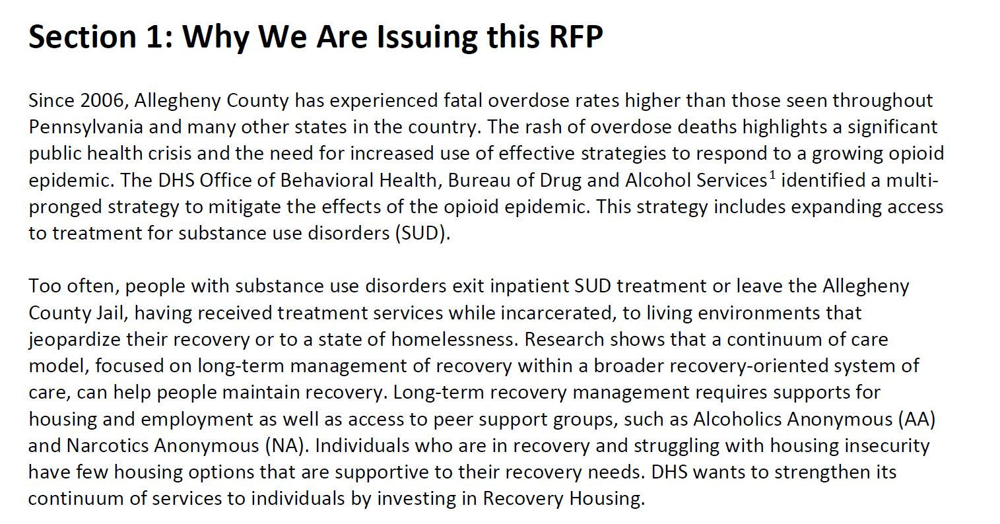 Section 1: Why We Are Issuing this RFP
Since 2006, Allegheny County has experienced fatal overdose rates higher than those seen throughout
Pennsylvania and many other states in the country. The rash of overdose deaths highlights a significant
public health crisis and the need for increased use of effective strategies to respond to a growing opioid
epidemic. The DHS Office of Behavioral Health, Bureau of Drug and Alcohol Services¹ identified a multi-
pronged strategy to mitigate the effects of the opioid epidemic. This strategy includes expanding access
to treatment for substance use disorders (SUD).
Too often, people with substance use disorders exit inpatient SUD treatment or leave the Allegheny
County Jail, having received treatment services while incarcerated, to living environments that
jeopardize their recovery or to a state of homelessness. Research shows that a continuum of care
model, focused on long-term management of recovery within a broader recovery-oriented system of
care, can help people maintain recovery. Long-term recovery management requires supports for
housing and employment as well as access to peer support groups, such as Alcoholics Anonymous (AA)
and Narcotics Anonymous (NA). Individuals who are in recovery and struggling with housing insecurity
have few housing options that are supportive to their recovery needs. DHS wants to strengthen its
continuum of services to individuals by investing in Recovery Housing.